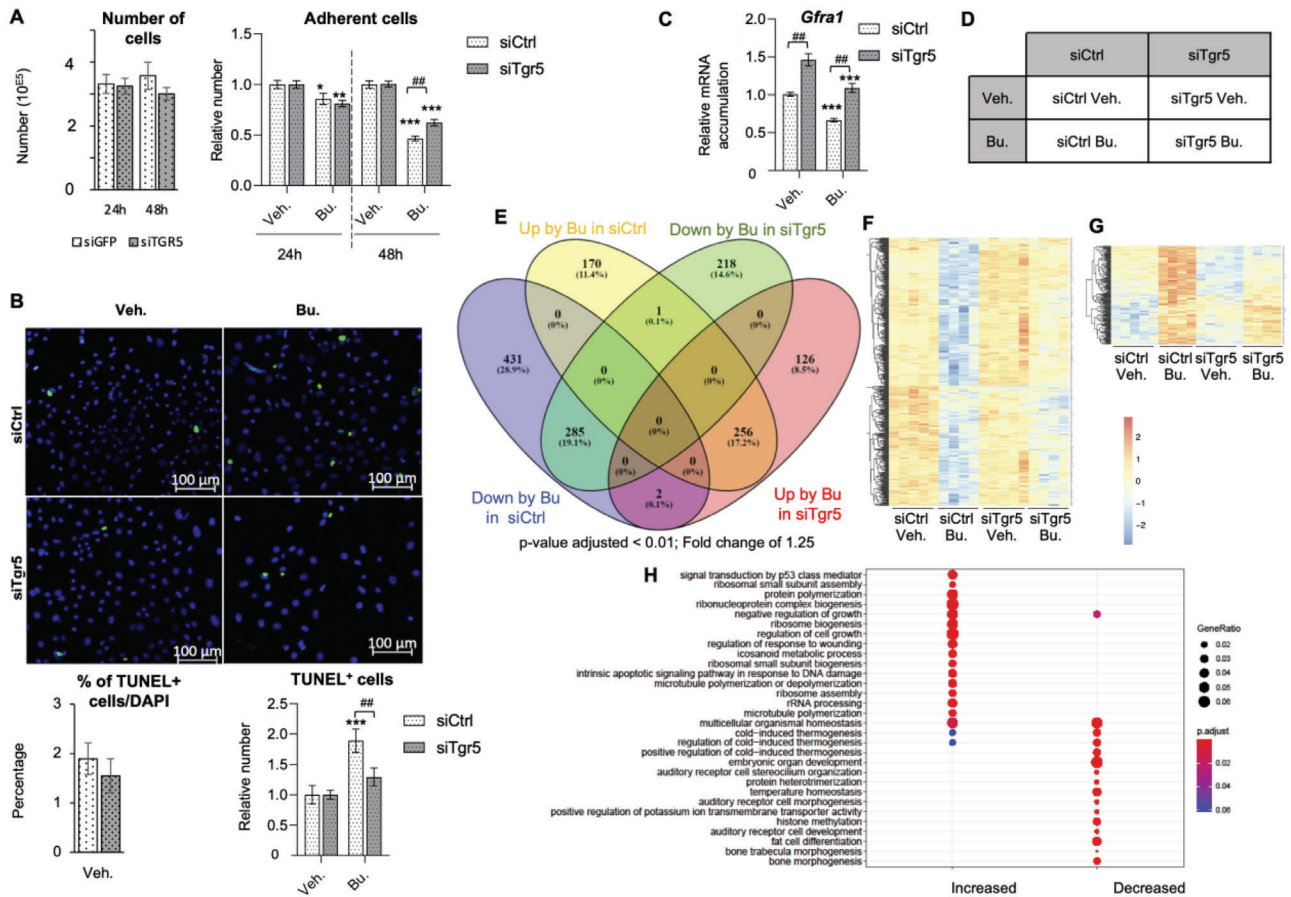 A
Number of
cells
Number (10^E5)
4
2
0
24h
48h
siGFP
siTGR5
Adherent cells
Relative number
1.5
1.0
0.5
0.0
* **
*** ***
##
Veh.
Bu.
Veh.
Bu.
24h
48h
siCtrl
siTgr5
C
Gfra1
Relative mRNA
accumulation
2.0
1.5
1.0
0.5
0
##
##
***
***
Veh.
Bu.
siCtrl
siTgr5
D
siCtrl
siTgr5
Veh.
siCtrl Veh.
siTgr5 Veh.
Bu.
siCtrl Bu.
siTgr5 Bu.
B
Veh.
Bu.
siCtrl
100 µm
100 µm
siTgr5
100 µm
100 µm
% of TUNEL+
cells/DAPI
Percentage
3
2
1
0
Veh.
TUNEL+ cells
Relative number
2.5
2.0
1.5
1.0
0.5
0.0
##
***
Veh.
Bu.
siCtrl
siTgr5
E
Up by Bu in siCtrl
Down by Bu in siTgr5
170
(11.4%)
218
(14.6%)
0
(0%)
1
(0.1%)
0
(0%)
431
(28.9%)
126
(8.5%)
0
(0%)
0
(0%)
285
(19.1%)
0
(0%)
256
(17.2%)
0
(0%)
0
(0%)
2
(0.1%)
Down by Bu
in siCtrl
Up by Bu
in siTgr5
p-value adjusted < 0.01; Fold change of 1.25
F
siCtrl
Veh.
siCtrl
Bu.
siTgr5
Veh.
siTgr5
Bu.
G
siCtrl
Veh.
siCtrl
Bu.
siTgr5
Veh.
siTgr5
Bu.
2
1
0
−1
−2
H
signal transduction by p53 class mediator
ribosomal small subunit assembly
protein polymerization
ribonucleoprotein complex biogenesis
negative regulation of growth
ribosome biogenesis
regulation of cell growth
regulation of response to wounding
icosanoid metabolic process
ribosomal small subunit biogenesis
intrinsic apoptotic signaling pathway in response to DNA damage
microtubule polymerization or depolymerization
ribosome assembly
rRNA processing
microtubule polymerization
multicellular organismal homeostasis
cold-induced thermogenesis
regulation of cold-induced thermogenesis
positive regulation of cold-induced thermogenesis
embryonic organ development
auditory receptor cell stereocilium organization
protein heterotrimerization
temperature homeostasis
auditory receptor cell morphogenesis
positive regulation of potassium ion transmembrane transporter activity
histone methylation
auditory receptor cell development
fat cell differentiation
bone trabecula morphogenesis
bone morphogenesis
Increased
Decreased
GeneRatio
0.02
0.03
0.04
0.05
0.06
p.adjust
0.02
0.04
0.06